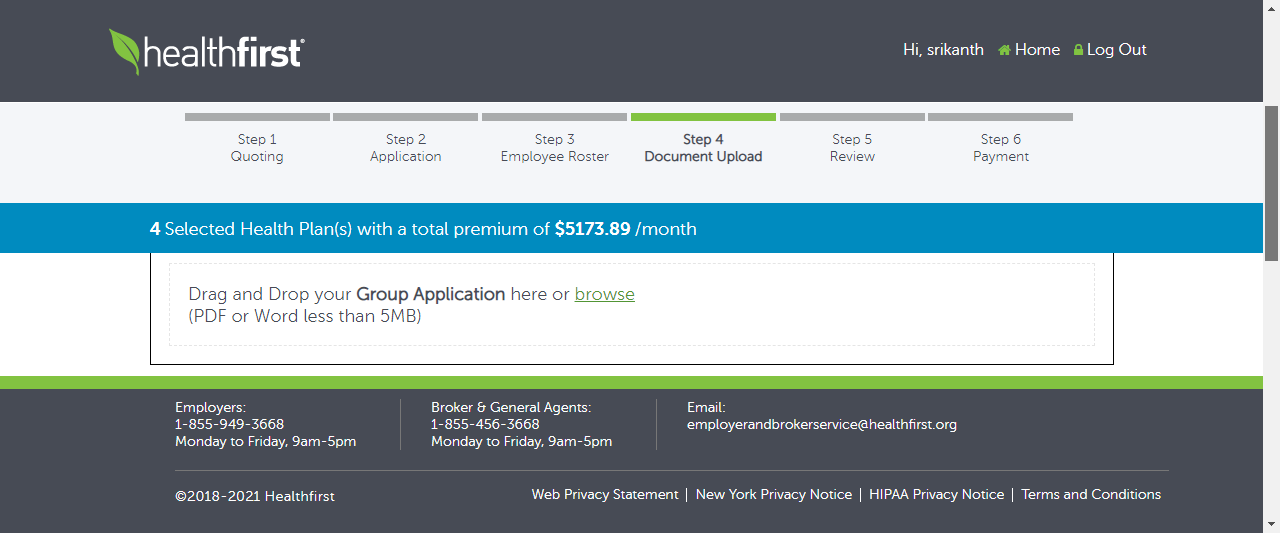 healthfirst®
Hi, srikanth Home Log Out
Step 1
Quoting
Step 2
Application
Step 3
Employee Roster
Step 4
Document Upload
Step 5
Review
Step 6
Payment
4 Selected Health Plan(s) with a total premium of $5173.89 /month
Drag and Drop your Group Application here or browse
(PDF or Word less than 5MB)
Employers:
1-855-949-3668
Monday to Friday, 9am-5pm
Broker & General Agents:
1-855-456-3668
Monday to Friday, 9am-5pm
Email:
employerandbrokerservice@healthfirst.org
©2018-2021 Healthfirst
Web Privacy Statement | New York Privacy Notice | HIPAA Privacy Notice | Terms and Conditions